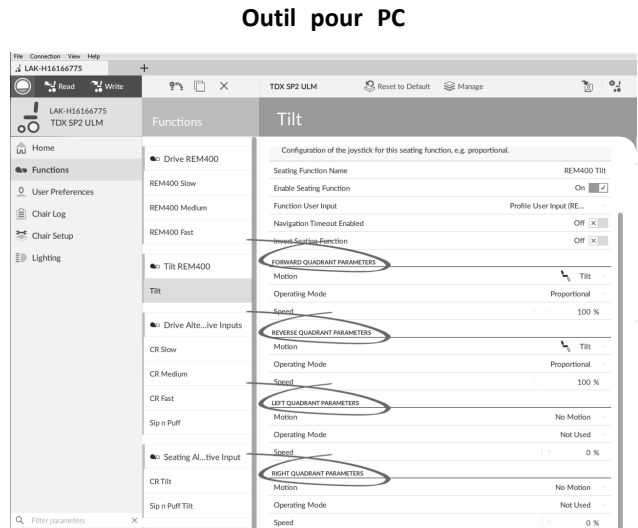 Outil pour PC
File Connection View Help
LAK-H16166775 +
Read Write TDX SP2 ULM Reset to Default Manage
LAK-H16166775
TDX SP2 ULM
Functions
Tilt
Home
Functions
User Preferences
Chair Log
Chair Setup
Lighting
Filter parameters
Drive REM400
REM400 Slow
REM400 Medium
REM400 Fast
Tilt REM400
Tilt
Drive Alte...ive Inputs
CR Slow
CR Medium
CR Fast
Sip n Puff
Seating Al...tive Input
CR Tilt
Sip n Puff Tilt
Configuration of the joystick for this seating function, e.g. proportional.
Seating Function Name REM400 Tilt
Enable Seating Function On
Function User Input Profile User Input (RE...
Navigation Timeout Enabled Off
Invert Seating Function Off
FORWARD QUADRANT PARAMETERS
Motion Tilt
Operating Mode Proportional
Speed 100 %
REVERSE QUADRANT PARAMETERS
Motion Tilt
Operating Mode Proportional
Speed 100 %
LEFT QUADRANT PARAMETERS
Motion No Motion
Operating Mode Not Used
Speed 0 %
RIGHT QUADRANT PARAMETERS
Motion No Motion
Operating Mode Not Used
Speed 0 %